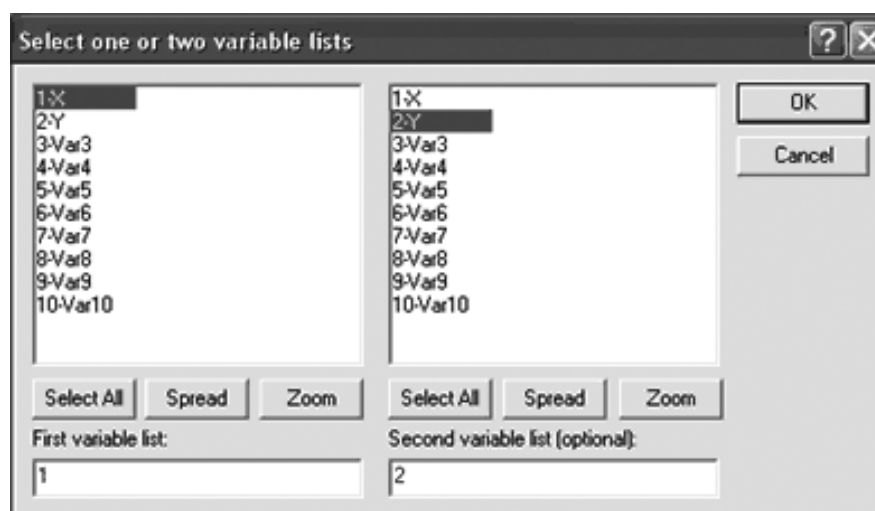 Select one or two variable lists
1-X
2-Y
3-Var3
4-Var4
5-Var5
6-Var6
7-Var7
8-Var8
9-Var9
10-Var10
1-X
2-Y
3-Var3
4-Var4
5-Var5
6-Var6
7-Var7
8-Var8
9-Var9
10-Var10
OK
Cancel
Select All Spread Zoom
Select All Spread Zoom
First variable list:
1
Second variable list (optional):
2